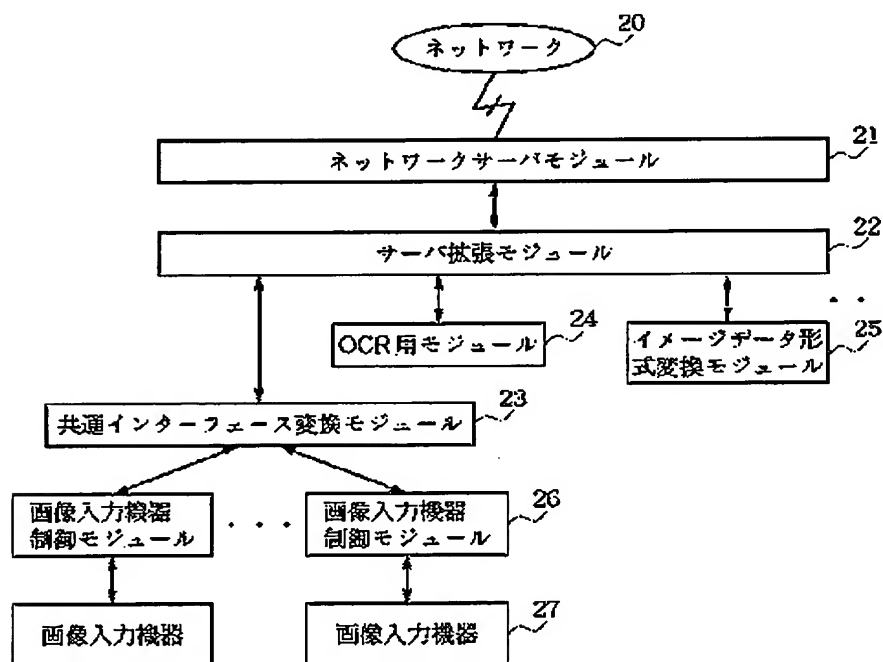 ネットワーク
20
ネットワークサーバモジュール
21
サーバ拡張モジュール
22
OCR用モジュール
24
イメージデータ形
式変換モジュール
25
共通インターフェース変換モジュール
23
画像入力機器
制御モジュール
画像入力機器
制御モジュール
26
画像入力機器
画像入力機器
27